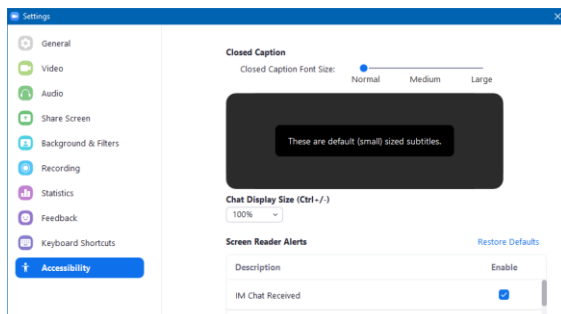 Settings
General
Video
Audio
Share Screen
Background & Filters
Recording
Statistics
Feedback
Keyboard Shortcuts
Accessibility
Closed Caption
Closed Caption Font Size:
Normal Medium Large
These are default (small) sized subtitles.
Chat Display Size (Ctrl+/-)
100%
Screen Reader Alerts Restore Defaults
Description Enable
IM Chat Received